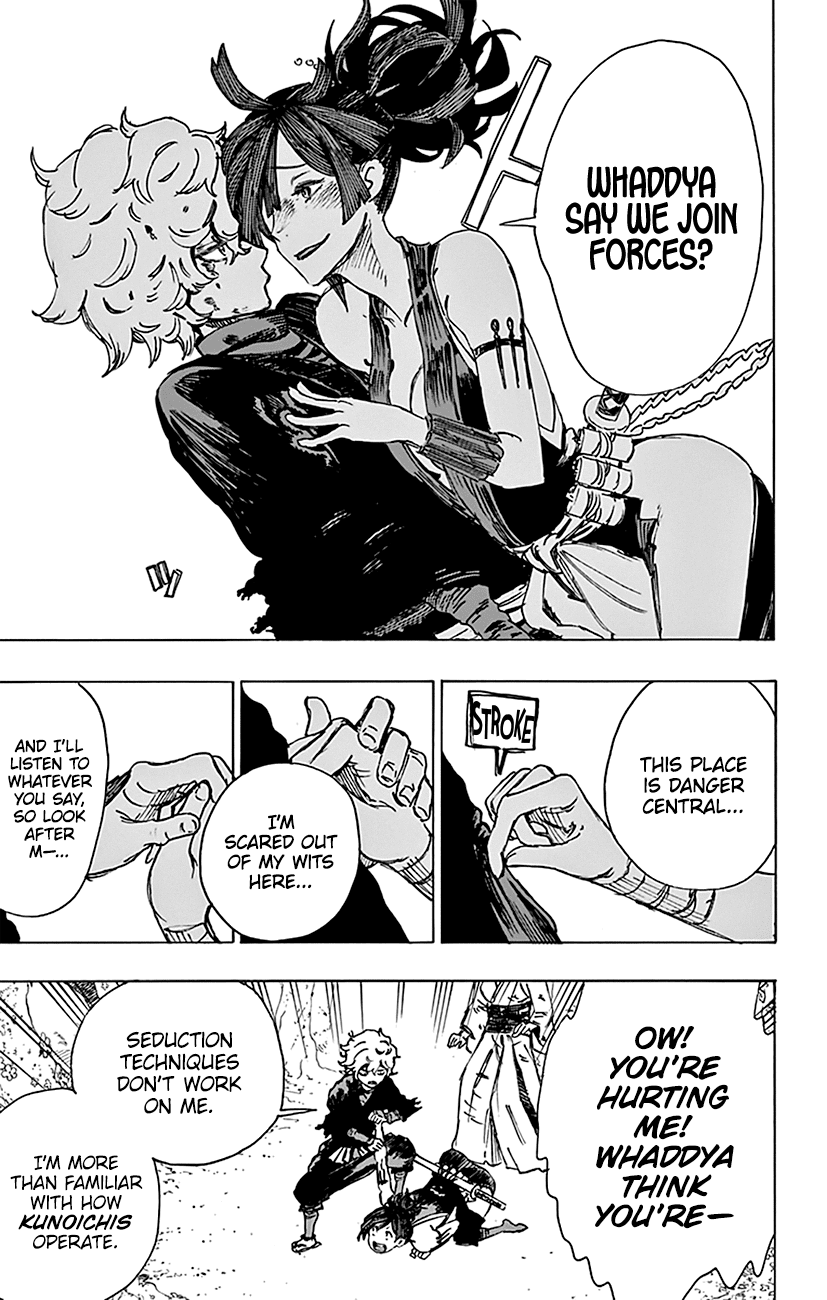 WHADDYA
SAY WE JOIN
FORCES?
THIS PLACE
IS DANGER
CENTRAL...
STROKE
I'M
SCARED OUT
OF MY WITS
HERE...
AND I'LL
LISTEN TO
WHATEVER
YOU SAY,
SO LOOK
AFTER
M—...
OW!
YOU'RE
HURTING
ME!
WHADDYA
THINK
YOU'RE—
SEDUCTION
TECHNIQUES
DON'T WORK
ON ME.
I'M MORE
THAN FAMILIAR
WITH HOW
KUNOICHIS
OPERATE.